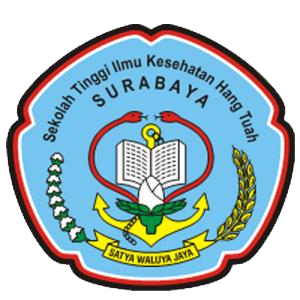 Sekolah Tinggi Ilmu Kesehatan Hang Tuah
SURABAYA
SATYA WALUYA JAYA